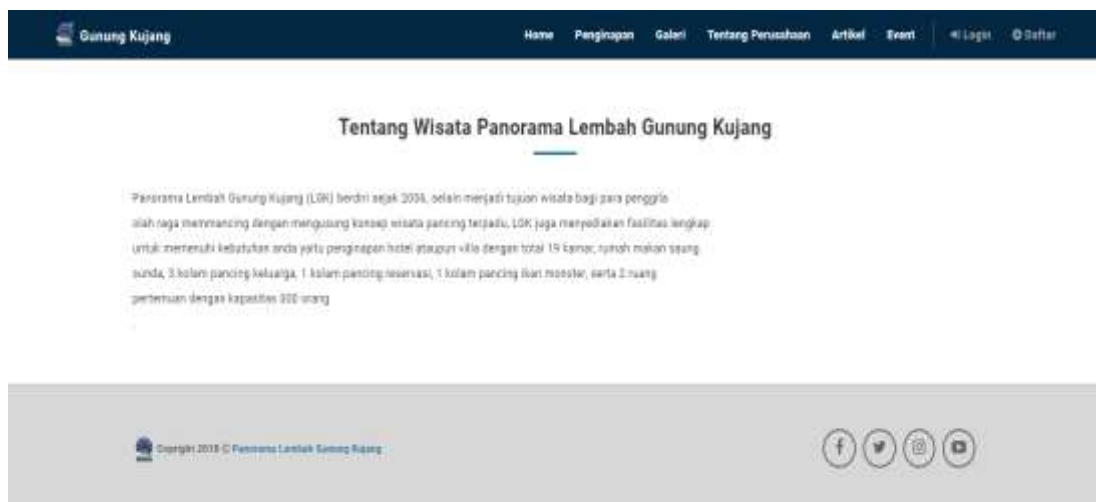 Gunung Kujang
Home Penginapan Galeri Tentang Perusahaan Artikel Event Login Daftar
Tentang Wisata Panorama Lembah Gunung Kujang
Panorama Lembah Gunung Kujang (LGK) berdiri sejak selain menjadi tujuan wisata bagi para penggila
olah raga memmancing dengan mengusung konsep wisata pancing terpadu, LGK juga menyediakan fasilitas lengkap
untuk memenuhi kebutuhan anda yaitu penginapan hotel ataupun villa dengan total 19 kamar, rumah makan saung
sunda, 3 kolam pancing keluarga, 1 kolam pancing reservasi, 1 kolam pancing ikan monster, serta 2 ruang
pertemuan dengan kapasitas 300 orang
Copyright 2018 © Panorama Lembah Gunung Kujang